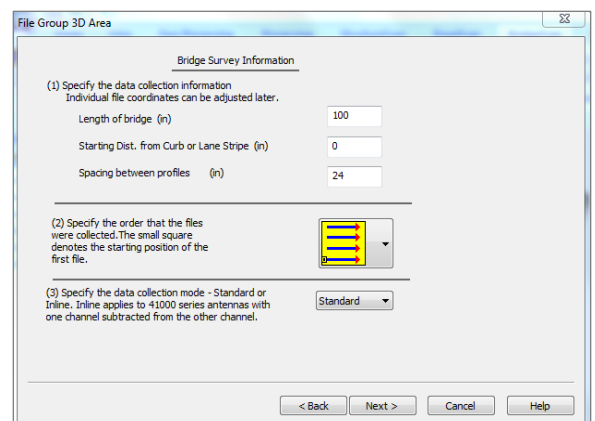 File Group 3D Area
Bridge Survey Information
(1) Specify the data collection information
Individual file coordinates can be adjusted later.
Length of bridge (in) 100
Starting Dist. from Curb or Lane Stripe (in) 0
Spacing between profiles (in) 24
(2) Specify the order that the files
were collected.The small square
denotes the starting position of the
first file.
(3) Specify the data collection mode - Standard or
Inline. Inline applies to 41000 series antennas with
one channel subtracted from the other channel.
Standard
< Back Next > Cancel Help